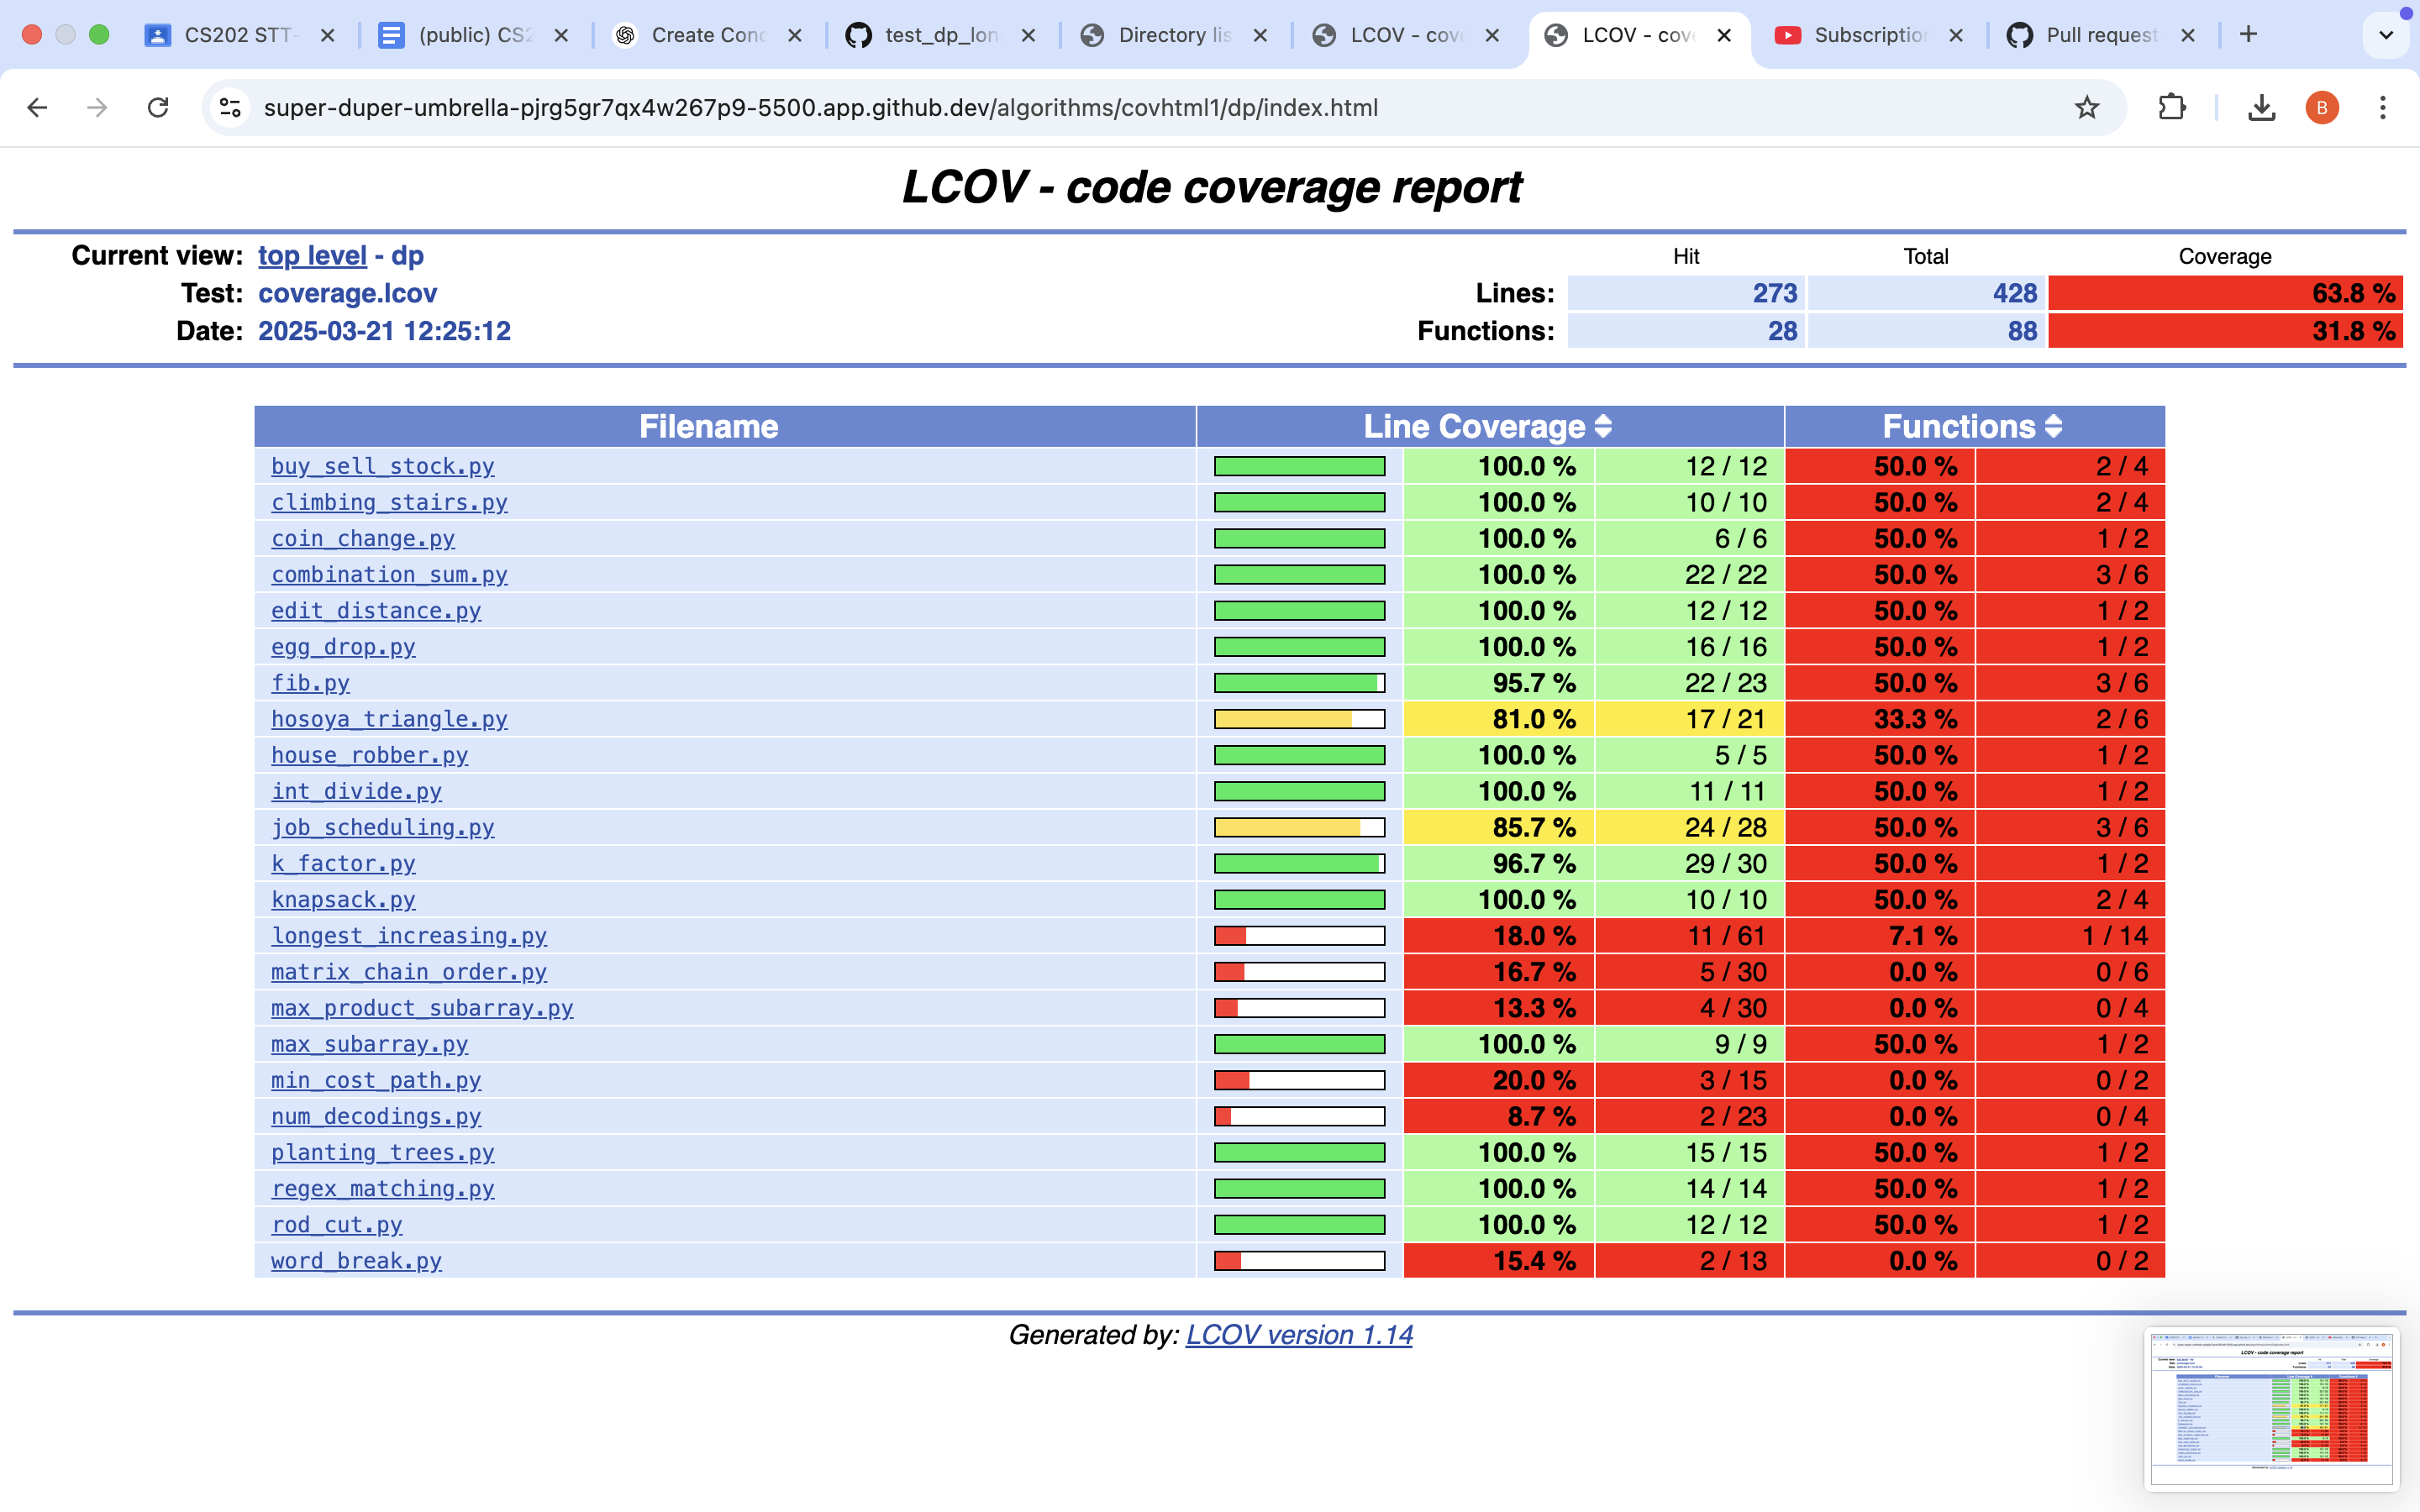 CS202 STT-
(public) CS2
Create Conc
test_dp_lon
Directory lis
LCOV - cove
LCOV - cove
Subscription
Pull request
super-duper-umbrella-pjrg5gr7qx4w267p9-5500.app.github.dev/algorithms/covhtml1/dp/index.html
B
LCOV - code coverage report
Current view: top level - dp
Hit Total Coverage
Test: coverage.lcov
Lines: 273 428 63.8 %
Date: 2025-03-21 12:25:12
Functions: 28 88 31.8 %
Filename Line Coverage Functions
buy_sell_stock.py 100.0 % 12 / 12 50.0 % 2 / 4
climbing_stairs.py 100.0 % 10 / 10 50.0 % 2 / 4
coin_change.py 100.0 % 6 / 6 50.0 % 1 / 2
combination_sum.py 100.0 % 22 / 22 50.0 % 3 / 6
edit_distance.py 100.0 % 12 / 12 50.0 % 1 / 2
egg_drop.py 100.0 % 16 / 16 50.0 % 1 / 2
fib.py 95.7 % 22 / 23 50.0 % 3 / 6
hosoya_triangle.py 81.0 % 17 / 21 33.3 % 2 / 6
house_robber.py 100.0 % 5 / 5 50.0 % 1 / 2
int_divide.py 100.0 % 11 / 11 50.0 % 1 / 2
job_scheduling.py 85.7 % 24 / 28 50.0 % 3 / 6
k_factor.py 96.7 % 29 / 30 50.0 % 1 / 2
knapsack.py 100.0 % 10 / 10 50.0 % 2 / 4
longest_increasing.py 18.0 % 11 / 61 7.1 % 1 / 14
matrix_chain_order.py 16.7 % 5 / 30 0.0 % 0 / 6
max_product_subarray.py 13.3 % 4 / 30 0.0 % 0 / 4
max_subarray.py 100.0 % 9 / 9 50.0 % 1 / 2
min_cost_path.py 20.0 % 3 / 15 0.0 % 0 / 2
num_decodings.py 8.7 % 2 / 23 0.0 % 0 / 4
planting_trees.py 100.0 % 15 / 15 50.0 % 1 / 2
regex_matching.py 100.0 % 14 / 14 50.0 % 1 / 2
rod_cut.py 100.0 % 12 / 12 50.0 % 1 / 2
word_break.py 15.4 % 2 / 13 0.0 % 0 / 2
Generated by: LCOV version 1.14
LCOV - code coverage report